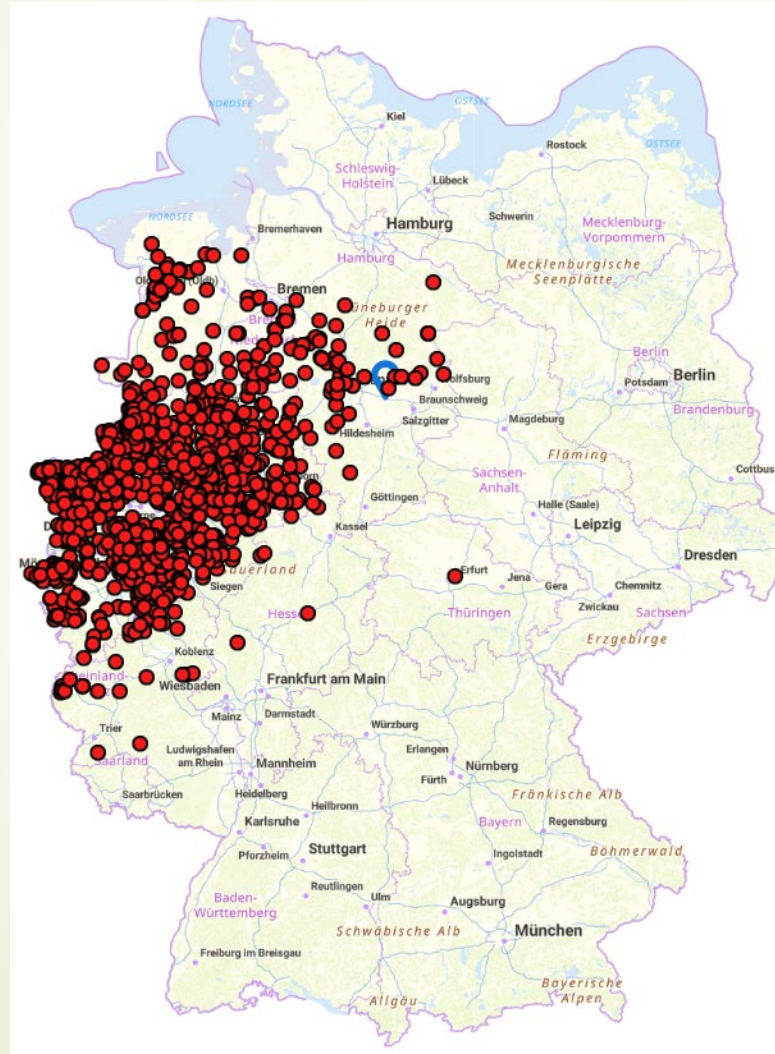 NORDSEE
OSTSEE
Kiel
Rostock
OSTSEE
Schleswig-
Holstein
Lübeck
NORDSEE
Schwerin
Mecklenburg-
Vorpommern
Bremerhaven
Hamburg
Hamburg
Mecklenburgische
Seenplatte
(Oldb)
Bremen
Heide
Berlin
Berlin
Potsdam
Braunschweig
Brandenburg
Salzgitter
Magdeburg
Hildesheim
Fläming
Sachsen-
Anhalt
Cottbus
Göttingen
Halle (Saale)
Leipzig
Kassel
Dresden
Erfurt
Jena
Gera
Chemnitz
Siegen
Zwickau
Sachsen
Thüringen
Erzgebirge
Koblenz
Wiesbaden
Frankfurt am Main
Mainz
Darmstadt
Trier
Würzburg
Ludwigshafen
am Rhein
Mannheim
Erlangen
Fürth
Nürnberg
Saarland
Saarbrücken
Heidelberg
Fränkische Alb
Heilbronn
Karlsruhe
Bayern
Regensburg
Pforzheim
Stuttgart
Ingolstadt
Böhmerwald
Reutlingen
Ulm
Augsburg
Baden-
Württemberg
Schwäbische Alb
München
Freiburg im Breisgau
Bayerische
Alpen
Allgäu